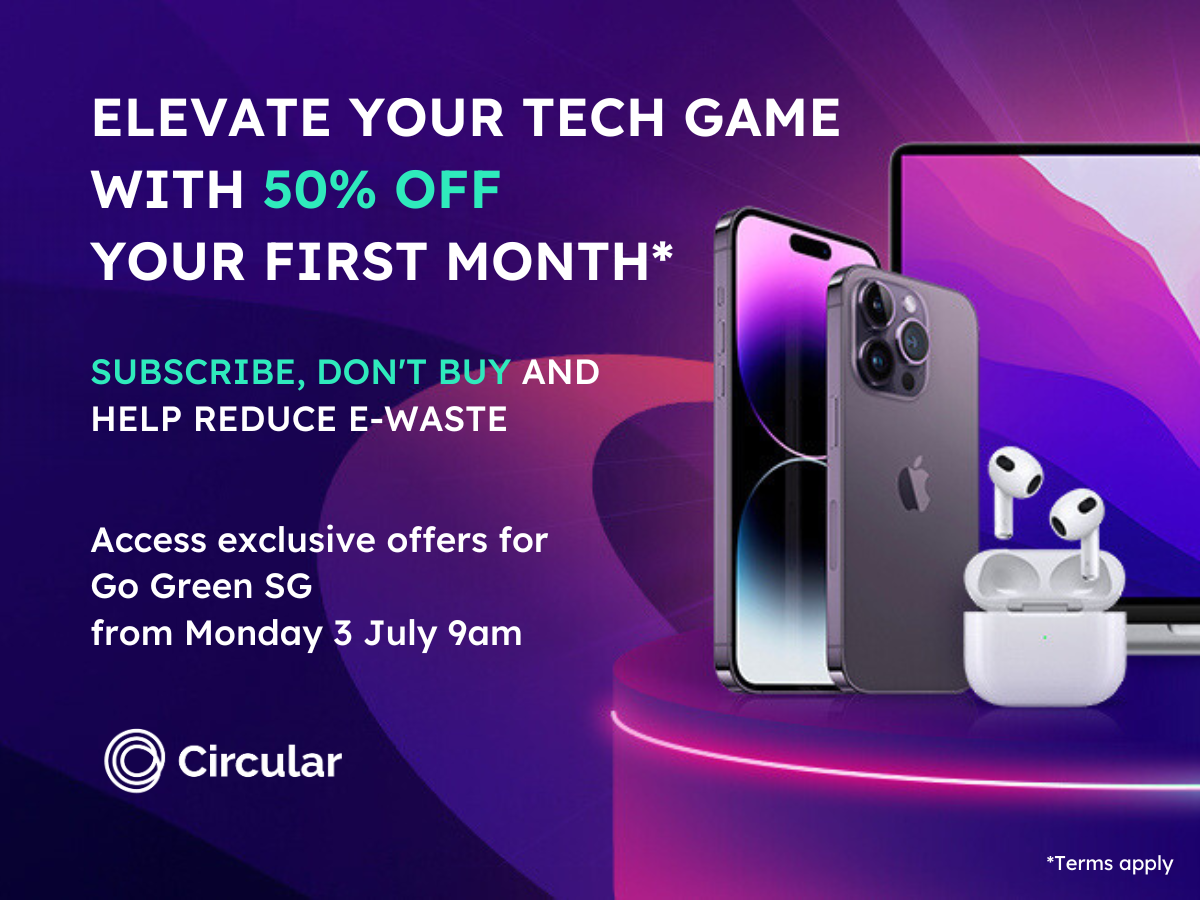 ELEVATE YOUR TECH GAME
WITH 50% OFF
YOUR FIRST MONTH*
SUBSCRIBE, DON'T BUY AND
HELP REDUCE E-WASTE
Access exclusive offers for
Go Green SG
from Monday 3 July 9am
Circular
*Terms apply